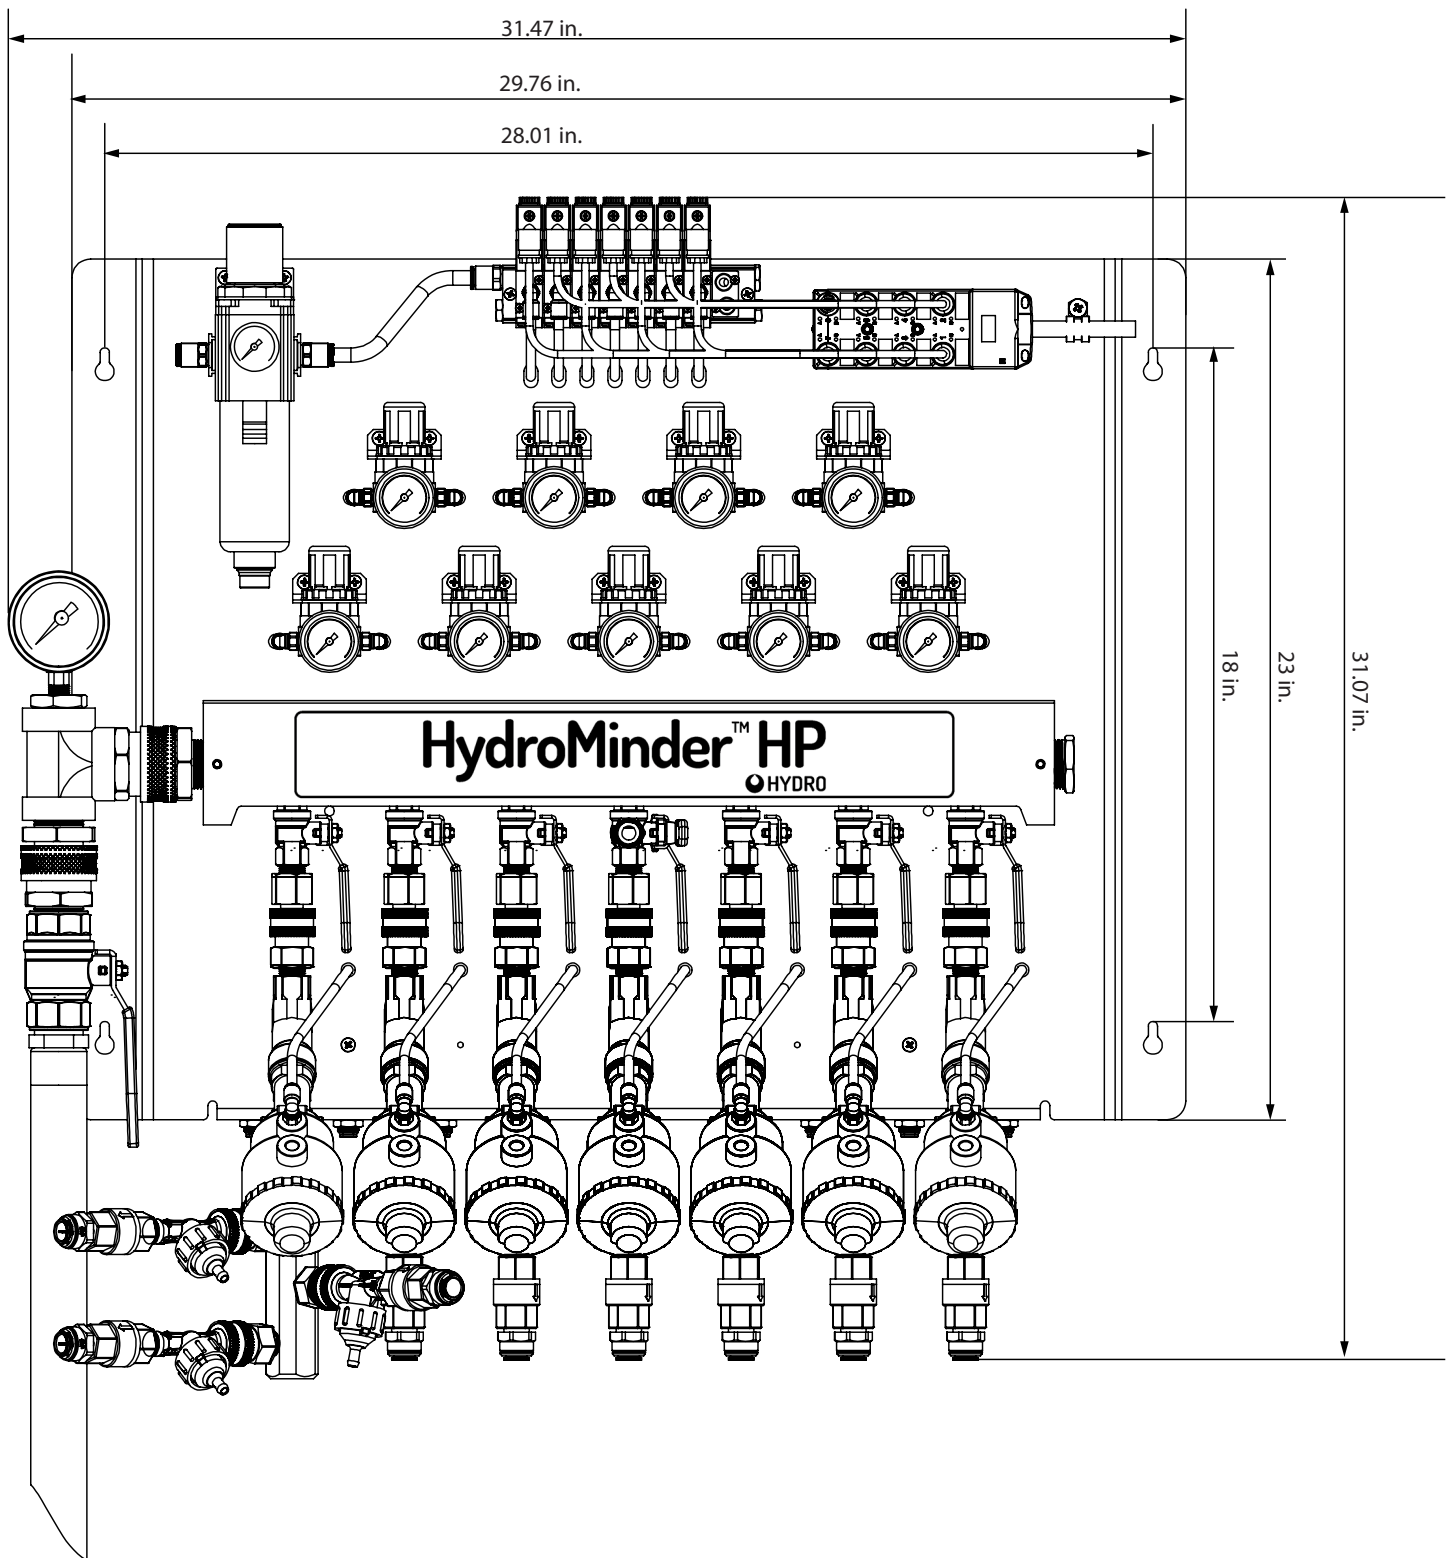 31.47 in.
29.76 in.
28.01 in.
18 in.
23 in.
31.07 in.
HydroMinder™ HP
HYDRO